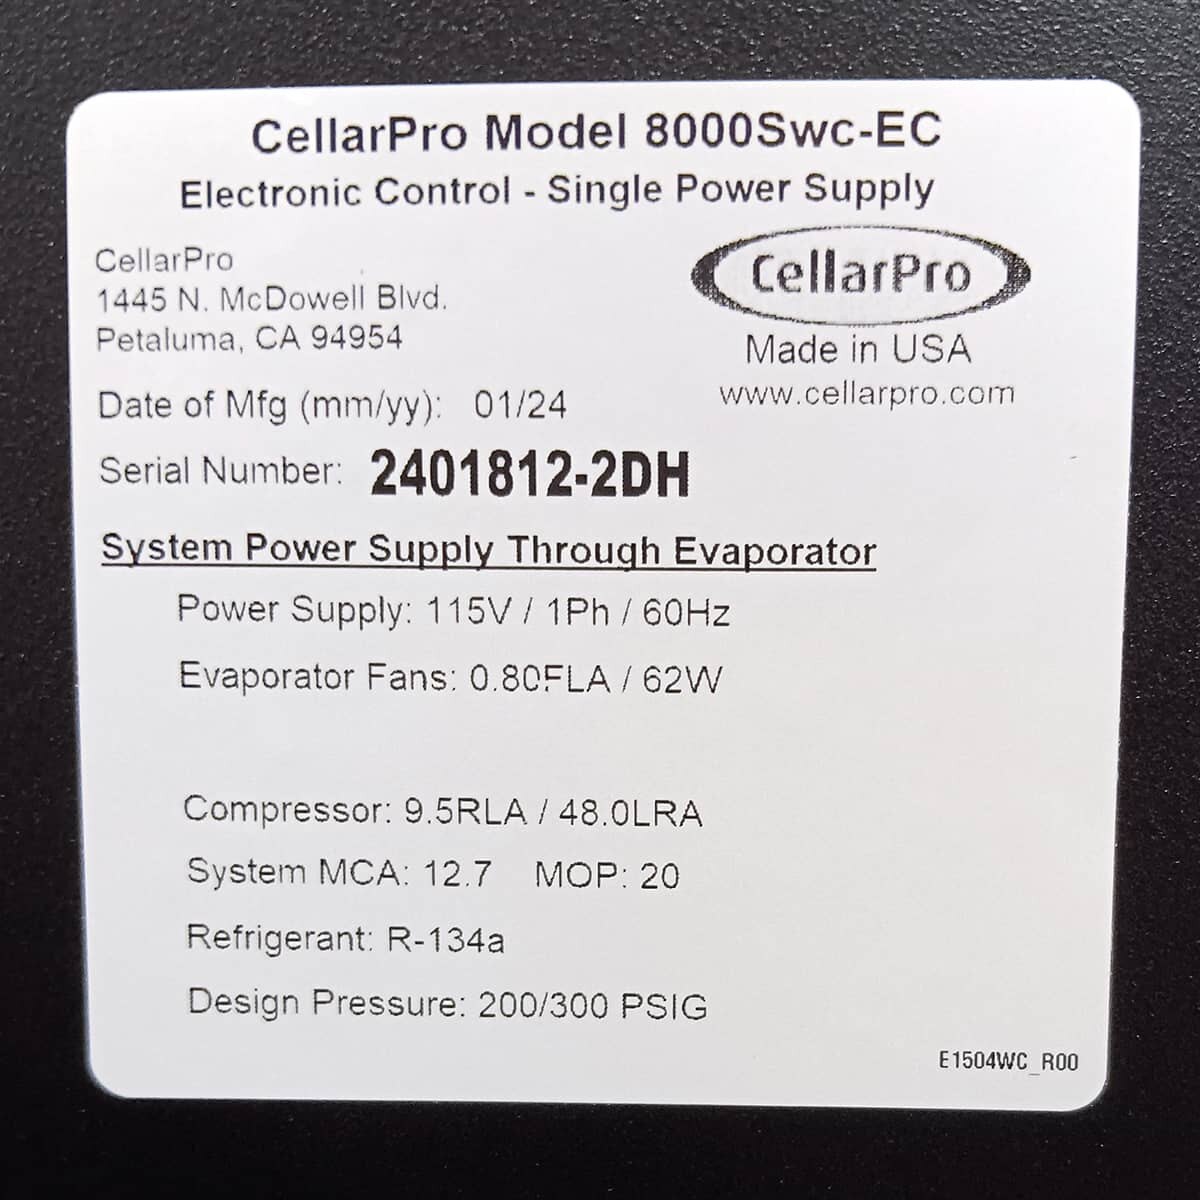 CellarPro Model 8000Swc-EC
Electronic Control - Single Power Supply
CellarPro
1445 N. McDowell Blvd.
Petaluma, CA 94954
CellarPro
Made in USA
www.cellarpro.com
Date of Mfg (mm/yy): 01/24
Serial Number: 2401812-2DH
System Power Supply Through Evaporator
Power Supply: 115V / 1Ph / 60Hz
Evaporator Fans: 0.80FLA / 62W
Compressor: 9.5RLA / 48.0LRA
System MCA: 12.7 MOP: 20
Refrigerant: R-134a
Design Pressure: 200/300 PSIG
E1504WC_R00